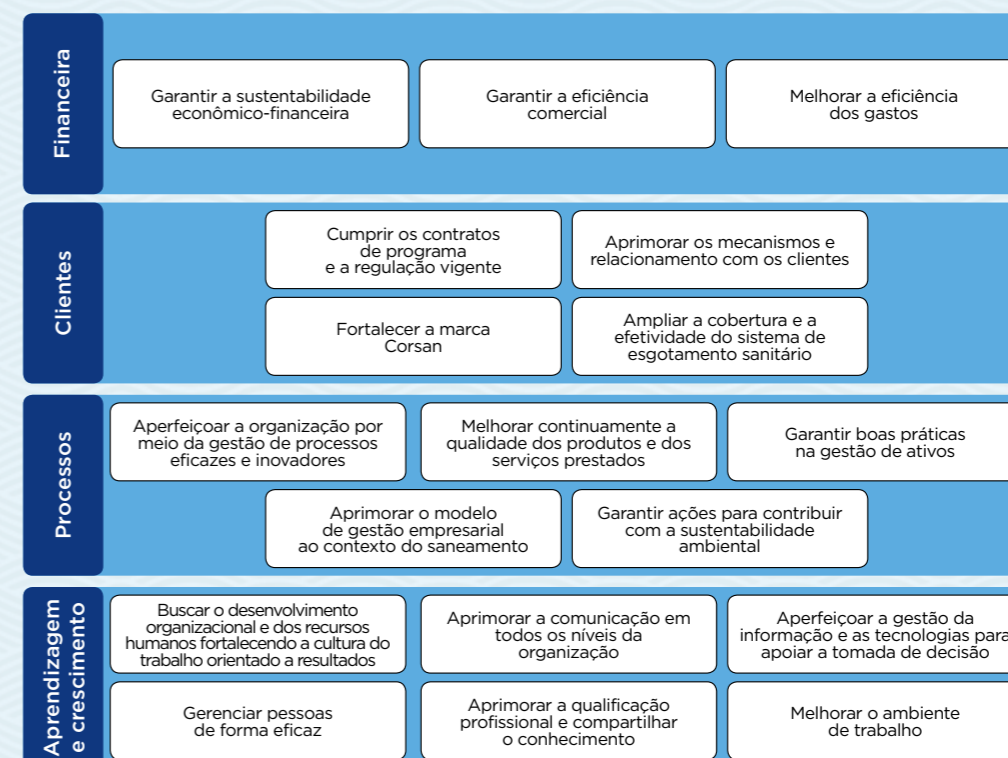 Financeira
Garantir a sustentabilidade
econômico-financeira
Garantir a eficiência
comercial
Melhorar a eficiência
dos gastos
Clientes
Cumprir os contratos
de programa
e a regulação vigente
Aprimorar os mecanismos e
relacionamento com os clientes
Fortalecer a marca
Corsan
Ampliar a cobertura e a
efetividade do sistema de
esgotamento sanitário
Processos
Aperfeiçoar a organização por
meio da gestão de processos
eficazes e inovadores
Melhorar continuamente a
qualidade dos produtos e dos
serviços prestados
Garantir boas práticas
na gestão de ativos
Aprimorar o modelo
de gestão empresarial
ao contexto do saneamento
Garantir ações para contribuir
com a sustentabilidade
ambiental
Aprendizagem
e crescimento
Buscar o desenvolvimento
organizacional e dos recursos
humanos fortalecendo a cultura do
trabalho orientado a resultados
Aprimorar a comunicação em
todos os níveis da
organização
Aperfeiçoar a gestão da
informação e as tecnologias para
apoiar a tomada de decisão
Gerenciar pessoas
de forma eficaz
Aprimorar a qualificação
profissional e compartilhar
o conhecimento
Melhorar o ambiente
de trabalho